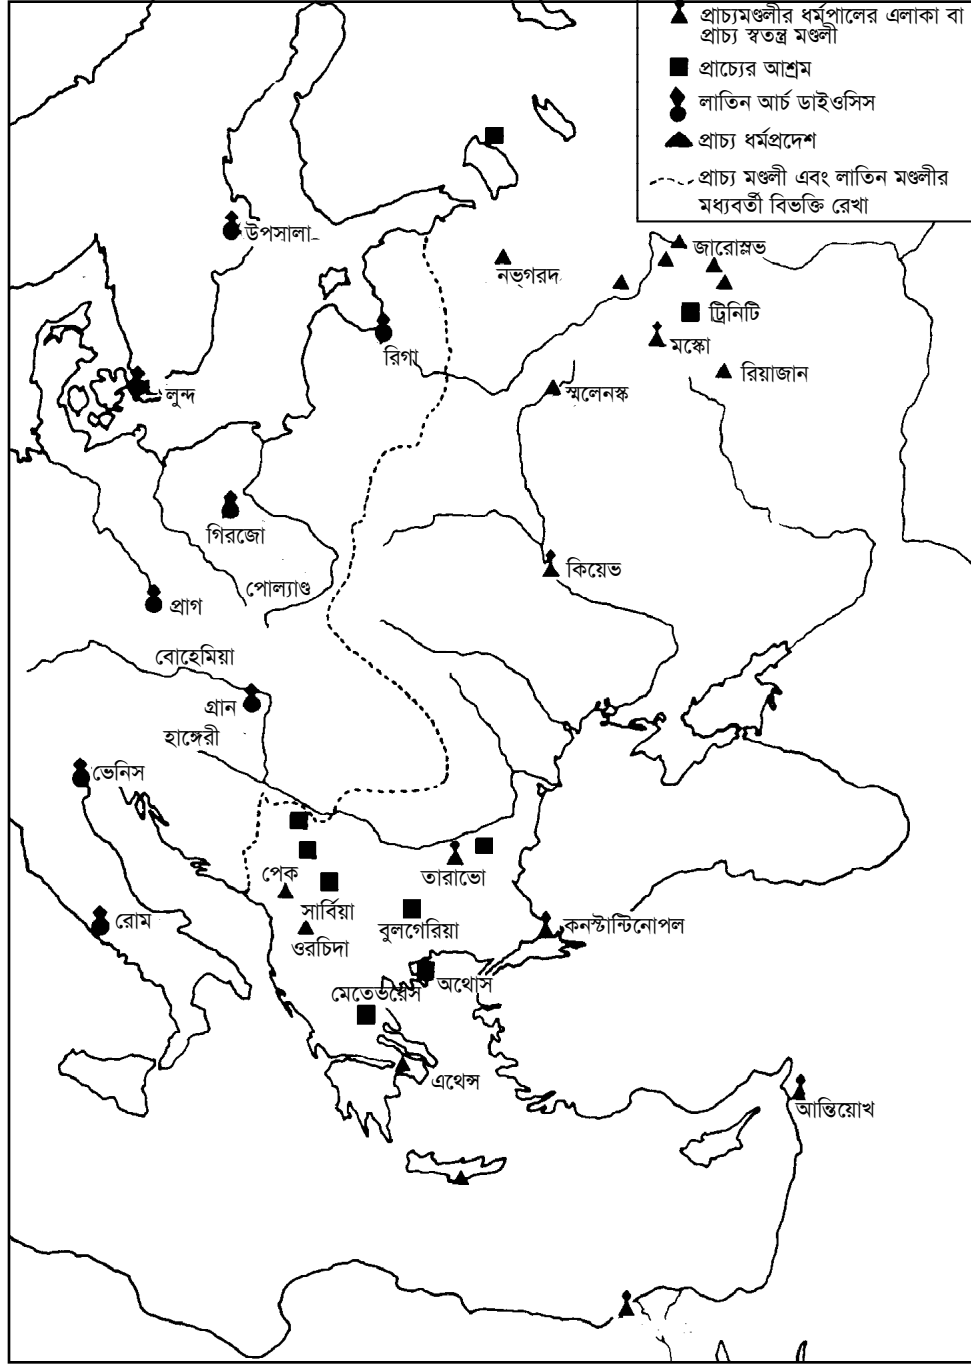 প্রাচ্যমণ্ডলীর ধর্মপালের এলাকা বা
প্রাচ্য স্বতন্ত্র মণ্ডলী
প্রাচ্যের আশ্রম
লাতিন আর্চ ডাইওসিস
প্রাচ্য ধর্মপ্রদেশ
প্রাচ্য মণ্ডলী এবং লাতিন মণ্ডলীর
মধ্যবর্তী বিভক্তি রেখা
উপসালা
জারোস্লভ
নভ্গরদ
ট্রিনিটি
মস্কো
রিগা
রিয়াজান
লুন্দ
স্মলেনস্ক
গিরজো
কিয়েভ
পোল্যাণ্ড
প্রাগ
বোহেমিয়া
গ্রান
হাঙ্গেরী
ভেনিস
পেক
তারাভো
সার্বিয়া
রোম
বুলগেরিয়া
কনস্টান্টিনোপল
ওরচিদা
অথোস
মেতেভরেস
এথেন্স
আন্তিয়োখ